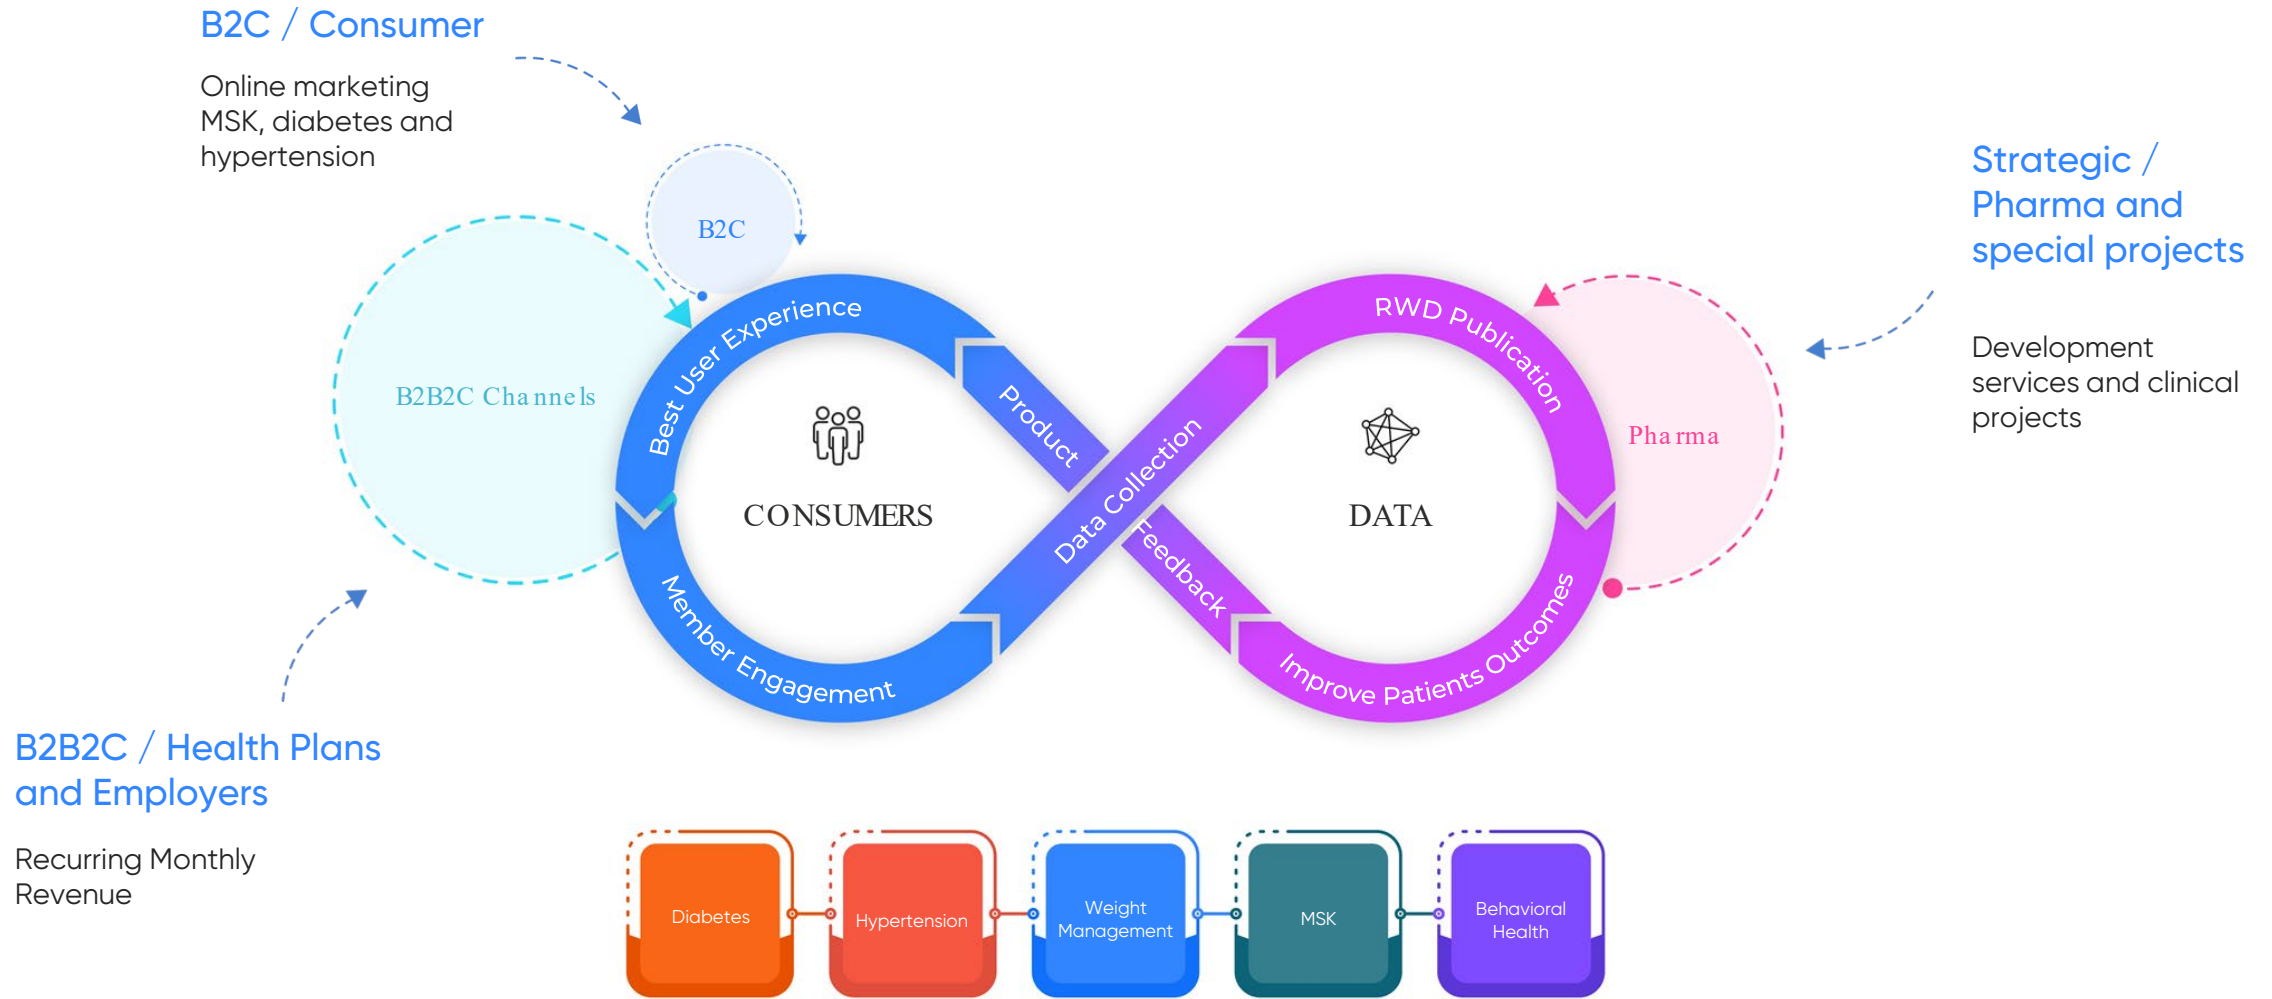 B2C / Consumer
Online marketing
MSK, diabetes and
hypertension
B2C
B2B2C Channels
B2B2C / Health Plans
and Employers
Recurring Monthly
Revenue
Best User Experience
Member Engagement
CONSUMERS
Product
Data Collection
Feedback
DATA
RWD Publication
Improve Patients Outcomes
Pharma
Strategic /
Pharma and
special projects
Development
services and clinical
projects
Diabetes
Hypertension
Weight
Management
MSK
Behavioral
Health